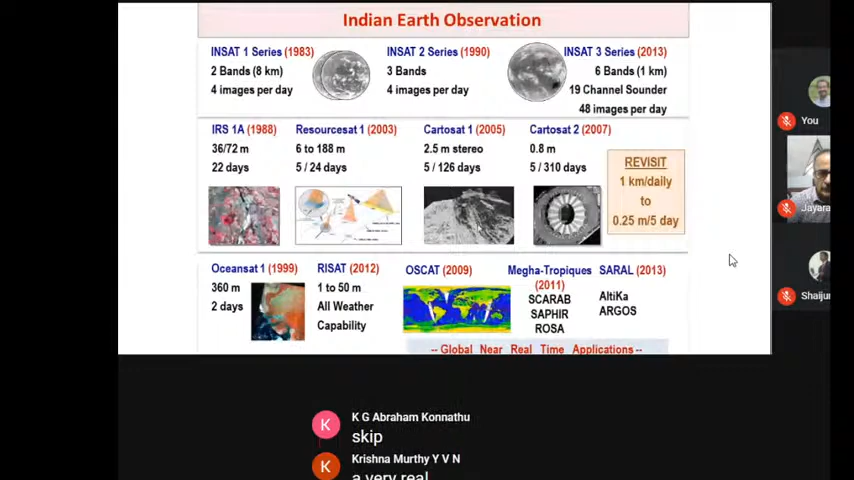 Indian Earth Observation
INSAT 1 Series (1983)
2 Bands (8 km)
4 images per day
INSAT 2 Series (1990)
3 Bands
4 images per day
INSAT 3 Series (2013)
6 Bands (1 km)
19 Channel Sounder
48 images per day
IRS 1A (1988)
36/72 m
22 days
Resourcesat 1 (2003)
6 to 188 m
5 / 24 days
Cartosat 1 (2005)
2.5 m stereo
5 / 126 days
Cartosat 2 (2007)
0.8 m
5 / 310 days
REVISIT
1 km/daily
to
0.25 m/5 day
Oceansat 1 (1999)
360 m
2 days
RISAT (2012)
1 to 50 m
All Weather
Capability
OSCAT (2009)
Megha-Tropiques
(2011)
SCARAB
SAPHIR
ROSA
SARAL (2013)
AltiKa
ARGOS
-- Global Near Real Time Applications --
You
Jayara
Shaijur
K
K G Abraham Konnathu
skip
K
Krishna Murthy Y V N
a very real